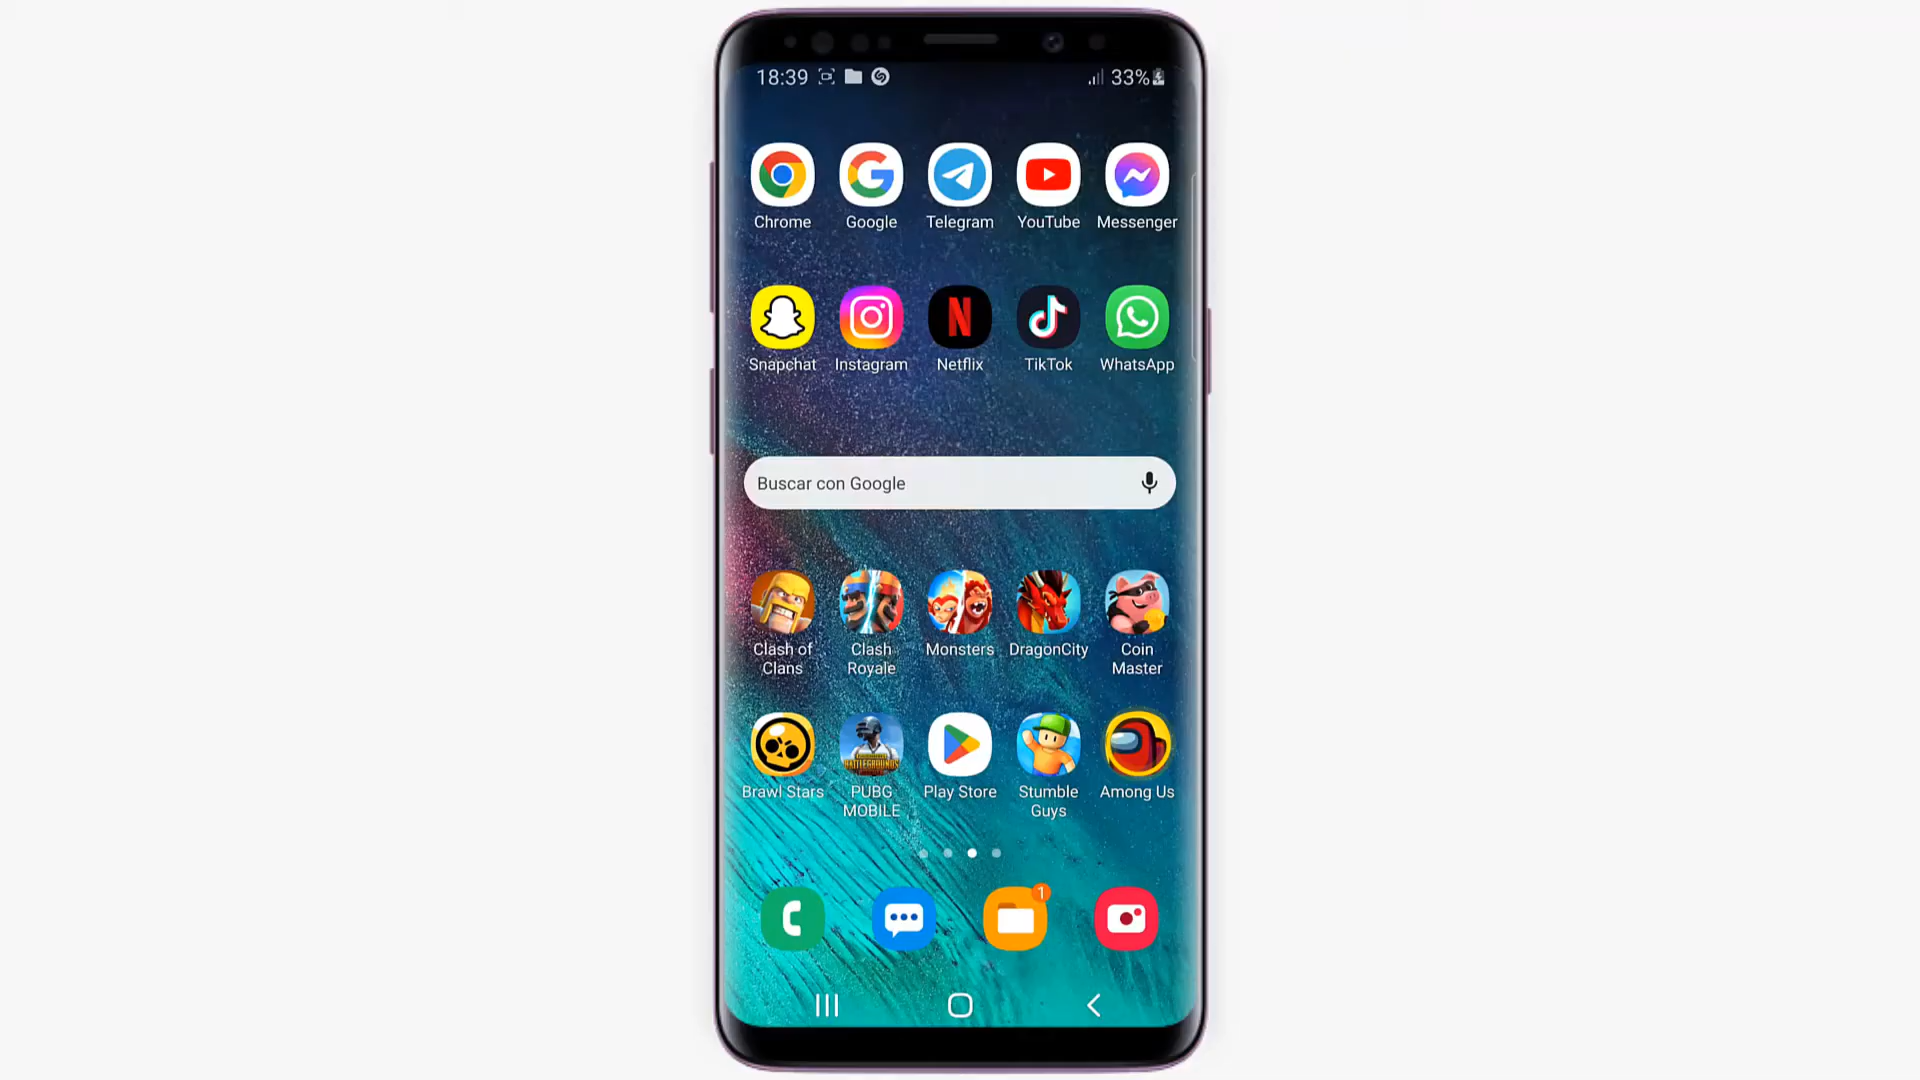 18:39 33%
Chrome Google Telegram YouTube Messenger
Snapchat Instagram Netflix TikTok WhatsApp
Buscar con Google
Clash of Clans Clash Royale Monsters DragonCity Coin Master
Brawl Stars PUBG MOBILE Play Store Stumble Guys Among Us
1